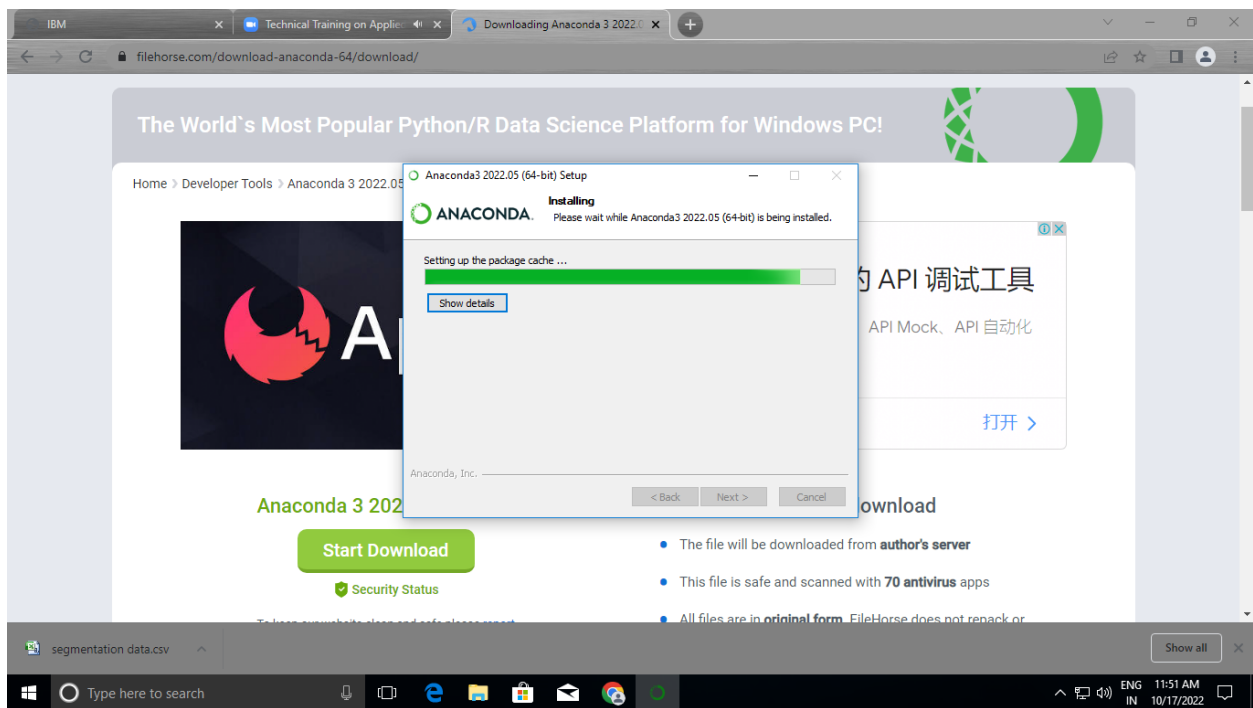 IBM
Technical Training on Applie
Downloading Anaconda 3 2022.0
filehorse.com/download-anaconda-64/download/
The World`s Most Popular Python/R Data Science Platform for Windows PC!
Home > Developer Tools > Anaconda 3 2022.05
Anaconda3 2022.05 (64-bit) Setup
ANACONDA.
Installing
Please wait while Anaconda3 2022.05 (64-bit) is being installed.
Setting up the package cache ...
Show details
Anaconda, Inc.
< Back Next > Cancel
A
API 调试工具
API Mock、API 自动化
打开 >
Anaconda 3 202
Start Download
Security Status
ownload
The file will be downloaded from author's server
This file is safe and scanned with 70 antivirus apps
All files are in original form. FileHorse does not repack or
segmentation data.csv
Show all
Type here to search
ENG
IN
11:51 AM
10/17/2022